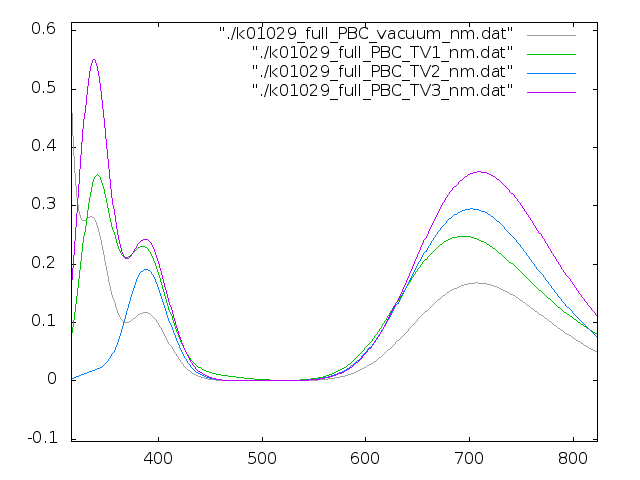 0.6
0.5
0.4
0.3
0.2
0.1
0
-0.1
"./k01029_full_PBC_vacuum_nm.dat"
"./k01029_full_PBC_TV1_nm.dat"
"./k01029_full_PBC_TV2_nm.dat"
"./k01029_full_PBC_TV3_nm.dat"
400 500 600 700 800